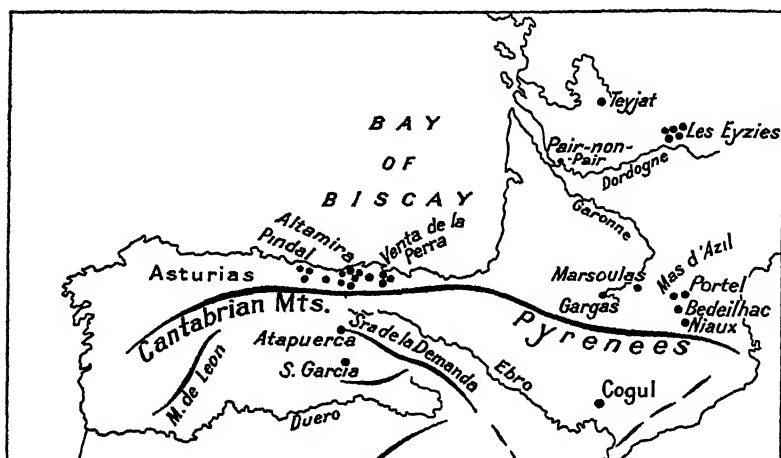 BAY
OF
BISCAY
Teyjat
Les Eyzies
Pair-non-
-Pair
Dordogne
Garonne
Altamira
Pindal
Venta de la
Perra
Asturias
Cantabrian Mts.
Marsoulas
Gargas
Mas d'Azil
Portel
Bedeilhac
Niaux
Pyrenees
Atapuerca
Sra de la Demanda
S. Garcia
M. de Leon
Ebro
Duero
Cogul